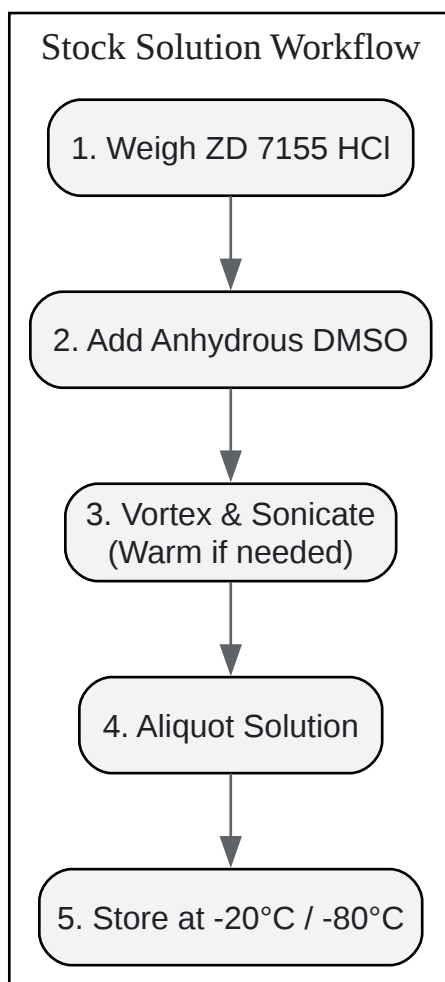 Stock Solution Workflow
1. Weigh ZD 7155 HCl
2. Add Anhydrous DMSO
3. Vortex & Sonicate
(Warm if needed)
4. Aliquot Solution
5. Store at -20°C / -80°C